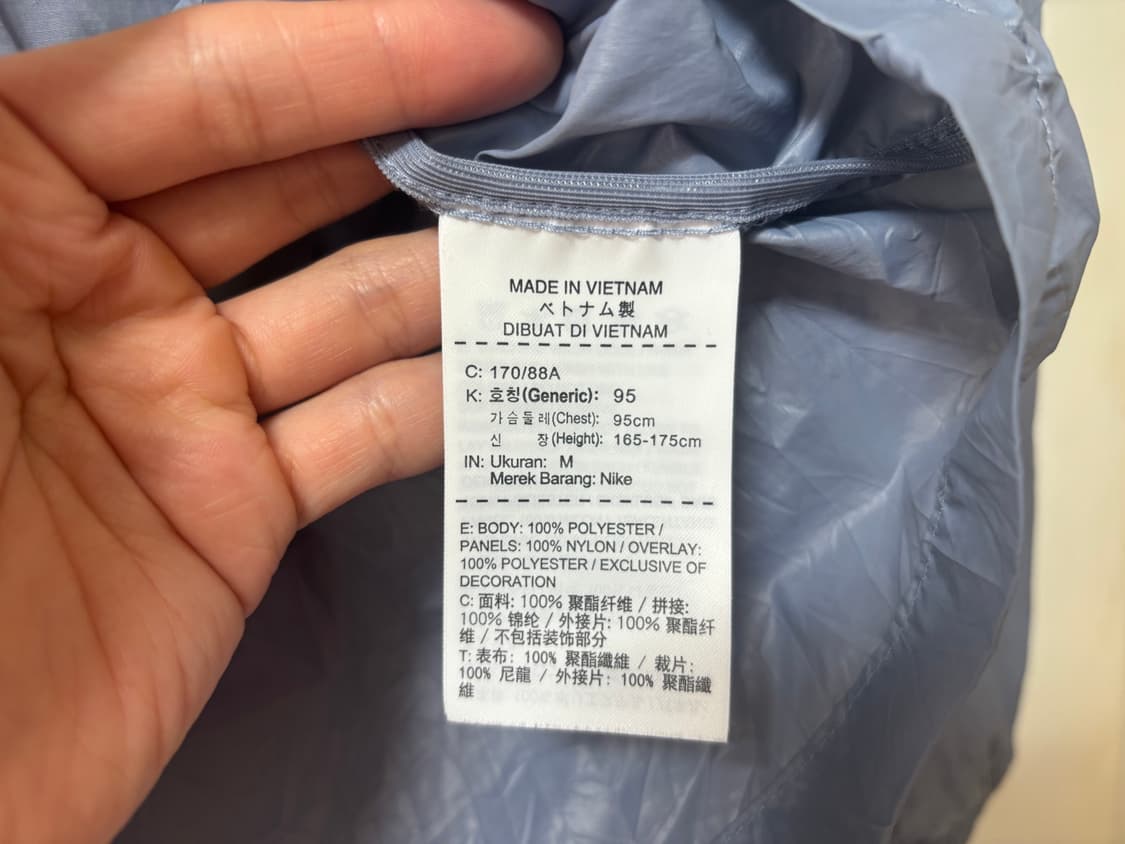 MADE IN VIETNAM
ベトナム製
DIBUAT DI VIETNAM
C: 170/88A
K: 호칭(Generic): 95
가슴둘레(Chest): 95cm
신 장(Height): 165-175cm
IN: Ukuran: M
Merek Barang: Nike
E: BODY: 100% POLYESTER /
PANELS: 100% NYLON / OVERLAY:
100% POLYESTER / EXCLUSIVE OF
DECORATION
C: 面料: 100% 聚酯纤维 / 拼接:
100% 锦纶 / 外接片: 100% 聚酯纤
维 / 不包括装饰部分
T: 表布: 100% 聚酯纖維 / 裁片:
100% 尼龍 / 外接片: 100% 聚酯纖
維